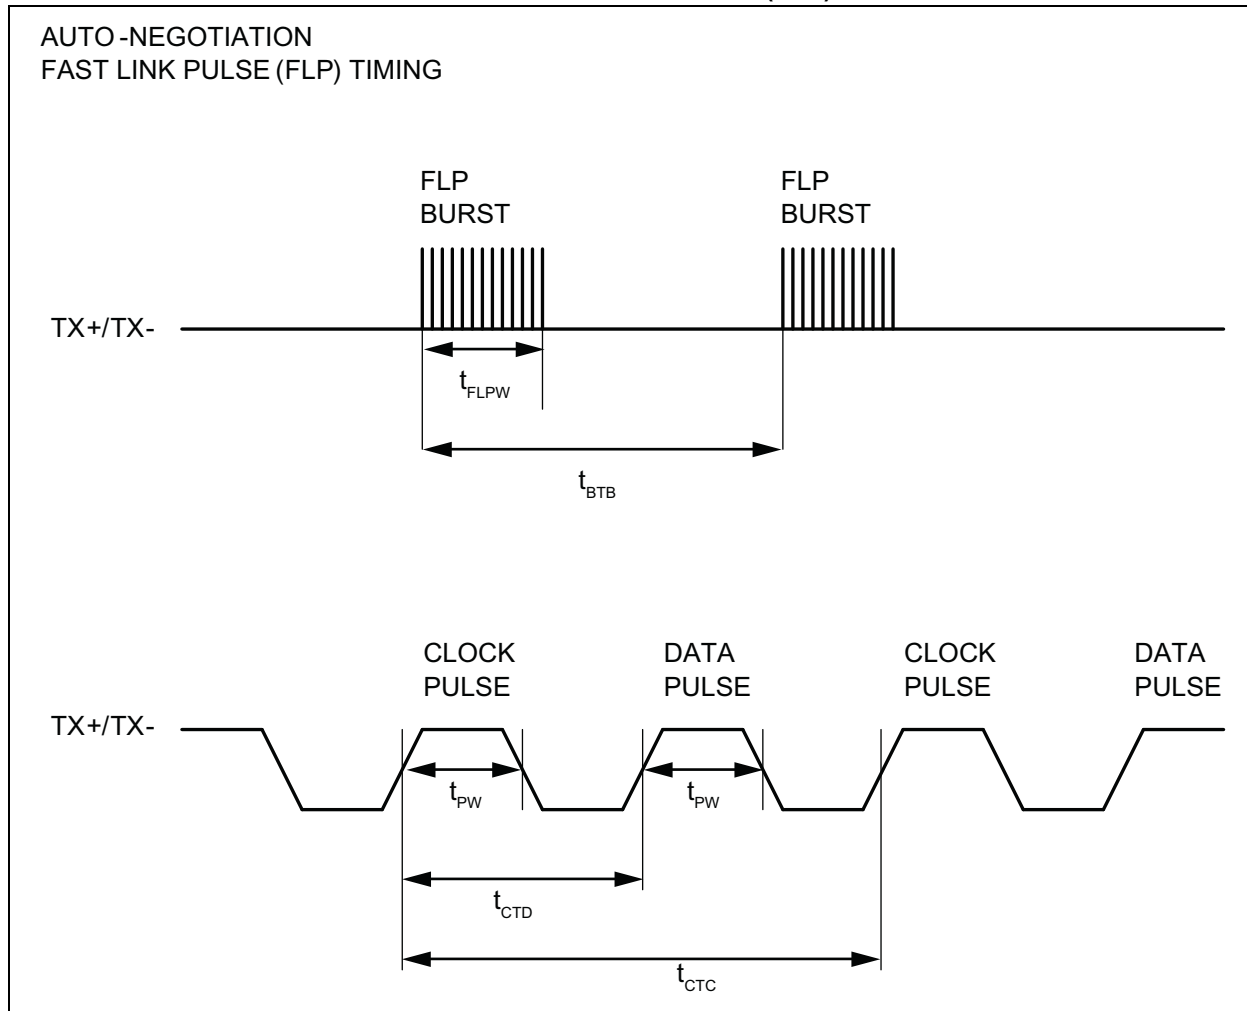 AUTO-NEGOTIATION
FAST LINK PULSE (FLP) TIMING
FLP
BURST
FLP
BURST
TX+/TX-
tFLPW
tBTB
CLOCK
PULSE
DATA
PULSE
CLOCK
PULSE
DATA
PULSE
TX+/TX-
tPW
tPW
tCTD
tCTC